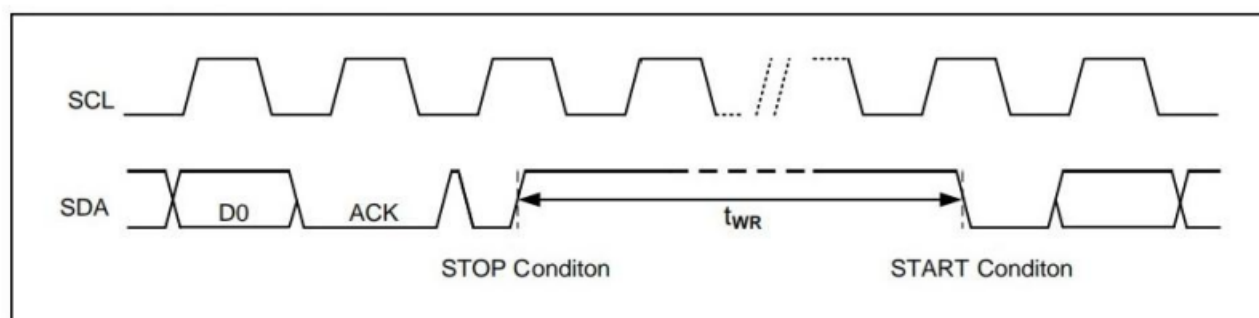 SCL
SDA
D0
ACK
tWR
STOP Conditon
START Conditon